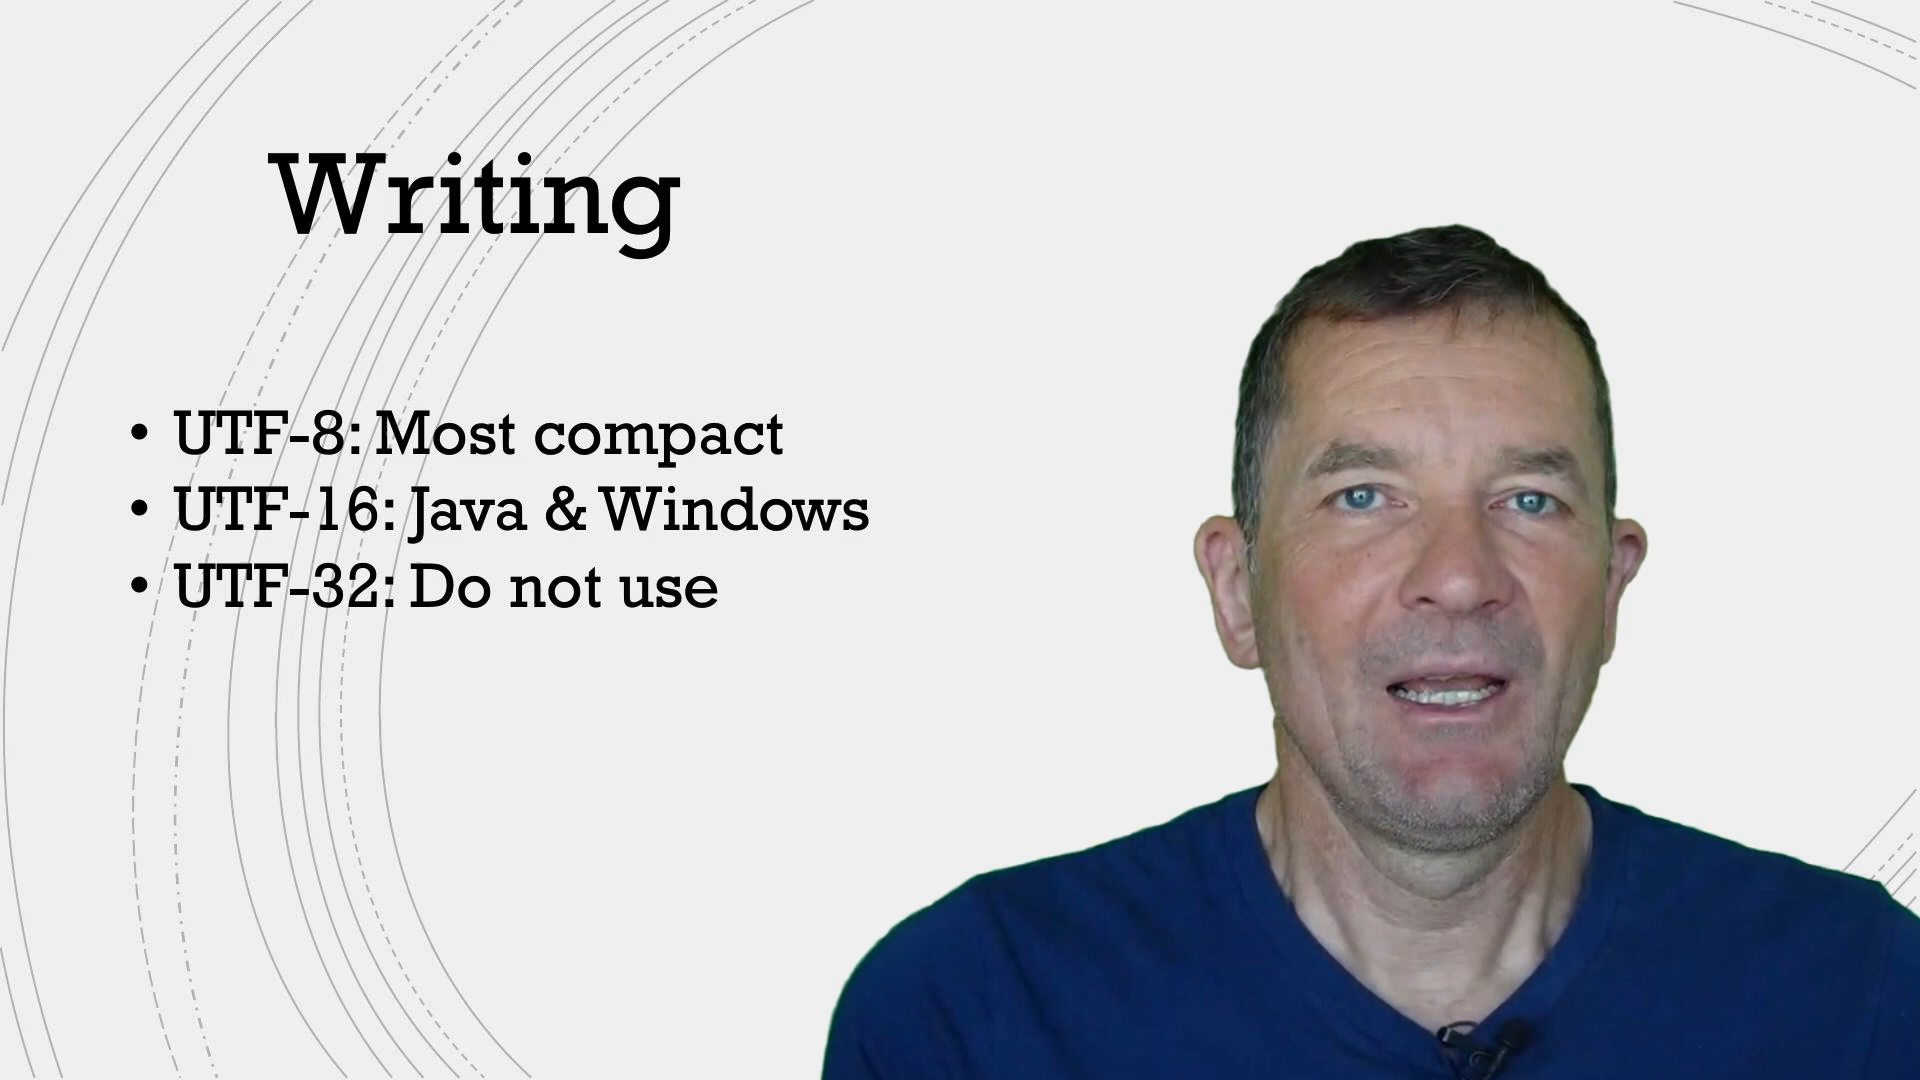 Writing
• UTF-8: Most compact
• UTF-16: Java & Windows
• UTF-32: Do not use